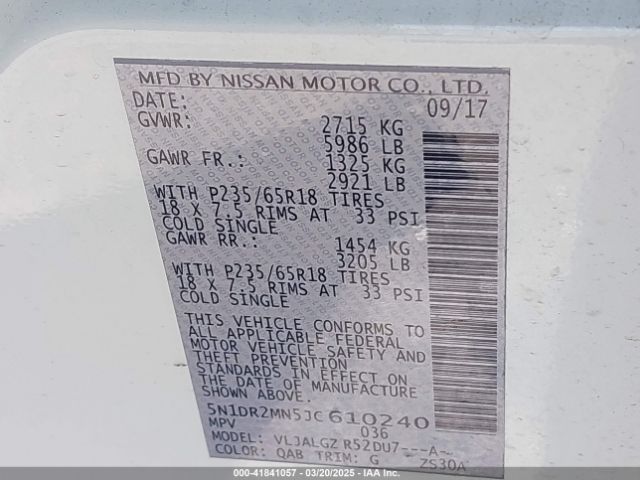 MFD BY NISSAN MOTOR CO., LTD.
DATE: 09/17
GVWR: 2715 KG
5986 LB
GAWR FR.: 1325 KG
2921 LB
WITH P235/65R18 TIRES
18 X 7.5 RIMS AT 33 PSI
COLD SINGLE
GAWR RR.: 1454 KG
3205 LB
WITH P235/65R18 TIRES
18 X 7.5 RIMS AT 33 PSI
COLD SINGLE
THIS VEHICLE CONFORMS TO
ALL APPLICABLE FEDERAL
MOTOR VEHICLE SAFETY AND
THEFT PREVENTION
STANDARDS IN EFFECT ON
THE DATE OF MANUFACTURE
SHOWN ABOVE.
5N1DR2MN5JC610240
MPV 036
MODEL: VLJALGZ R52DU7---A-
COLOR: QAB TRIM: G ZS30A
000-41841057 - 03/20/2025 - IAAI.COM